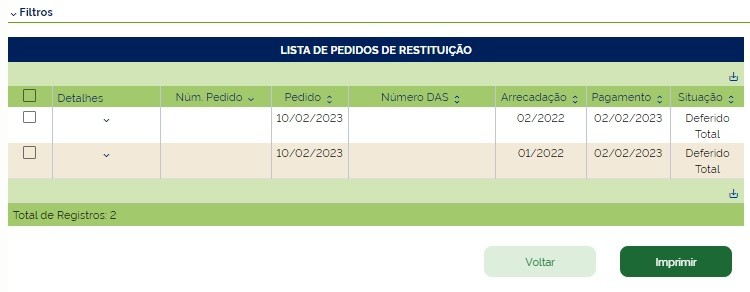 Filtros
LISTA DE PEDIDOS DE RESTITUIÇÃO
Detalhes Núm. Pedido Pedido Número DAS Arrecadação Pagamento Situação
10/02/2023 02/2022 02/02/2023 Deferido
Total
10/02/2023 01/2022 02/02/2023 Deferido
Total
Total de Registros: 2
Voltar Imprimir